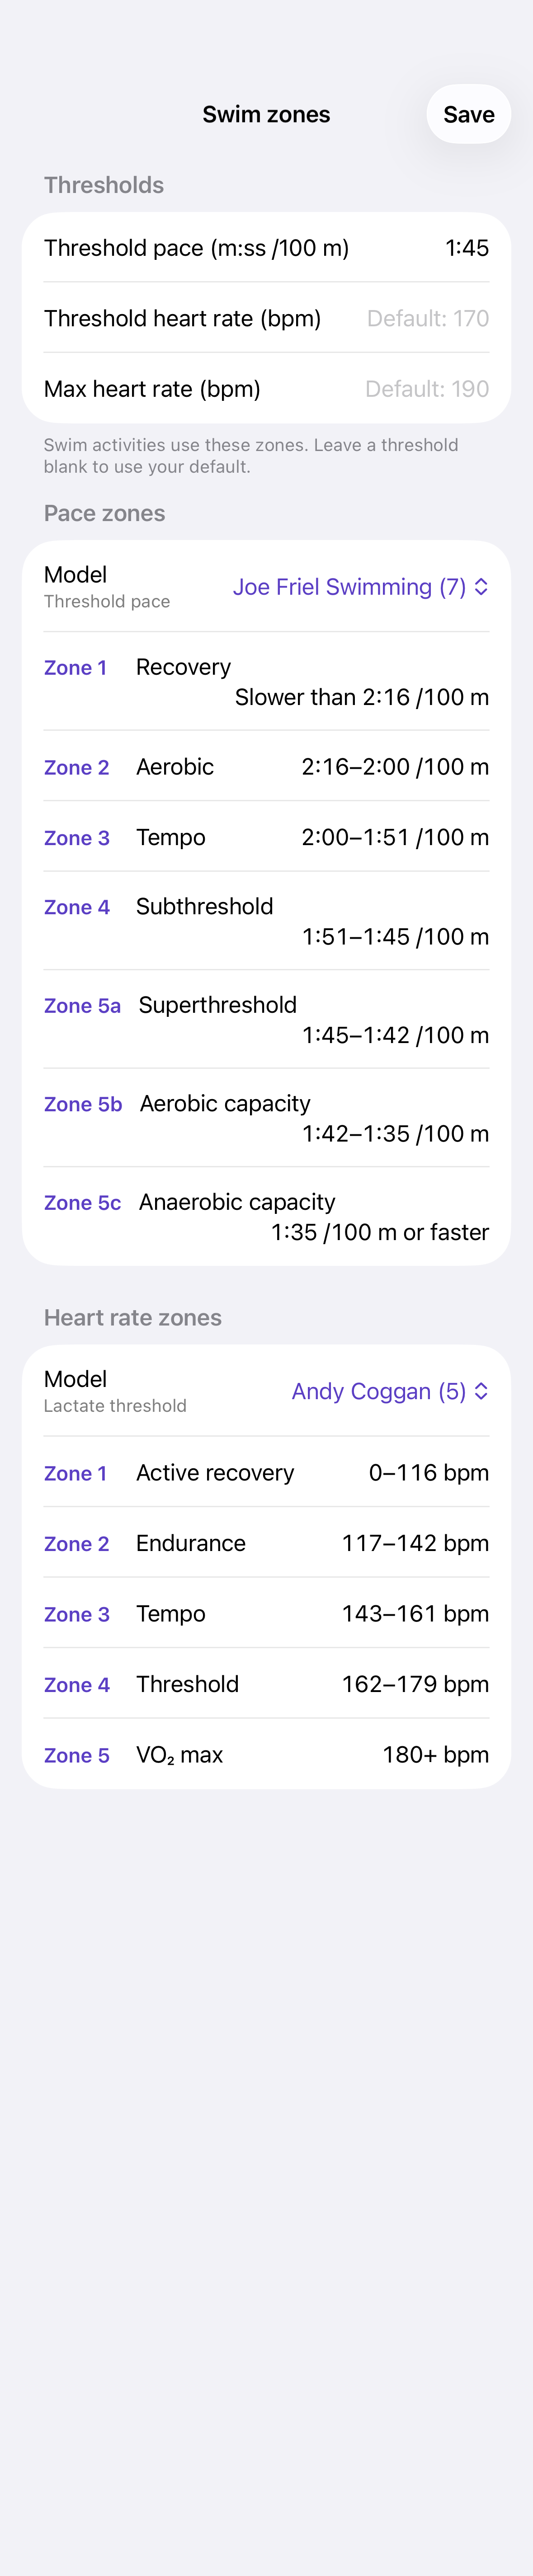 Swim zones
Save
Thresholds
Threshold pace (m:ss /100 m) 1:45
Threshold heart rate (bpm) Default: 170
Max heart rate (bpm) Default: 190
Swim activities use these zones. Leave a threshold
blank to use your default.
Pace zones
Model
Threshold pace
Joe Friel Swimming (7)
Zone 1 Recovery
Slower than 2:16 /100 m
Zone 2 Aerobic 2:16–2:00 /100 m
Zone 3 Tempo 2:00–1:51 /100 m
Zone 4 Subthreshold
1:51–1:45 /100 m
Zone 5a Superthreshold
1:45–1:42 /100 m
Zone 5b Aerobic capacity
1:42–1:35 /100 m
Zone 5c Anaerobic capacity
1:35 /100 m or faster
Heart rate zones
Model
Lactate threshold
Andy Coggan (5)
Zone 1 Active recovery 0–116 bpm
Zone 2 Endurance 117–142 bpm
Zone 3 Tempo 143–161 bpm
Zone 4 Threshold 162–179 bpm
Zone 5 VO₂ max 180+ bpm